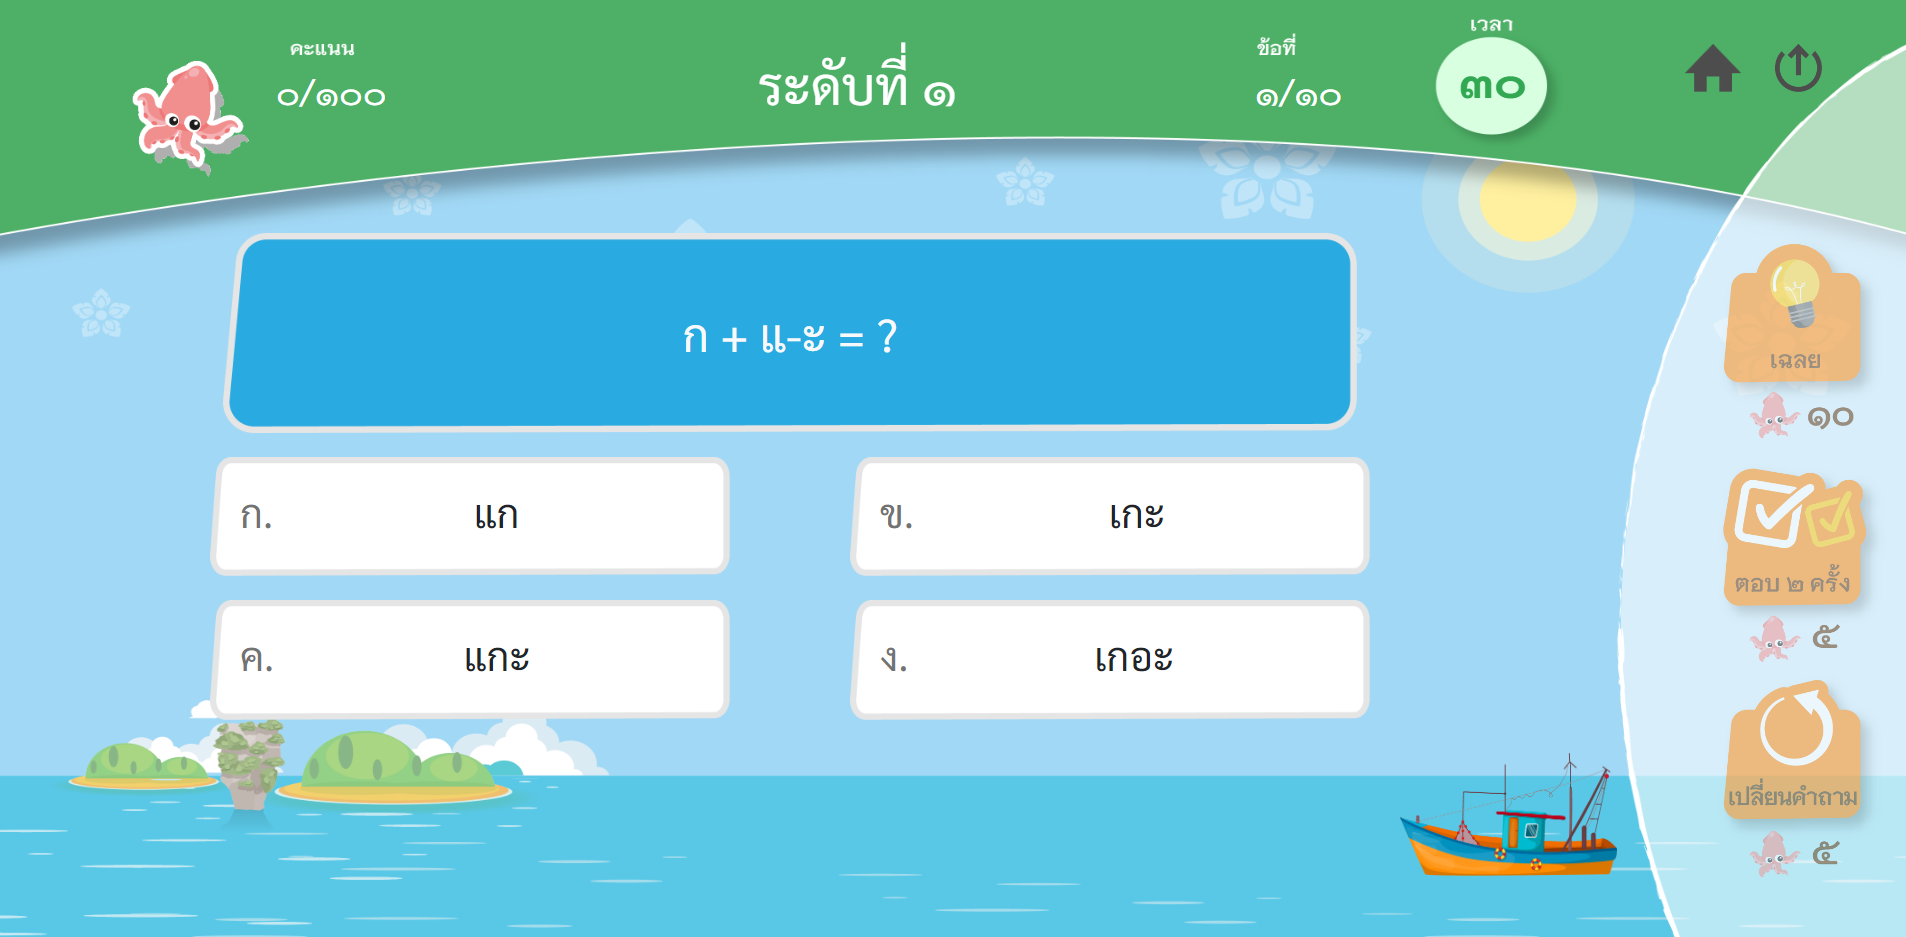 คะแนน
๐/๑๐๐
ระดับที่ ๑
ข้อที่
๑/๑๐
เวลา
๓๐
ก + แ-ะ = ?
ก. แก
ข. เกะ
ค. แกะ
ง. เกอะ
เฉลย
๑๐
ตอบ ๒ ครั้ง
๕
เปลี่ยนคำถาม
๕